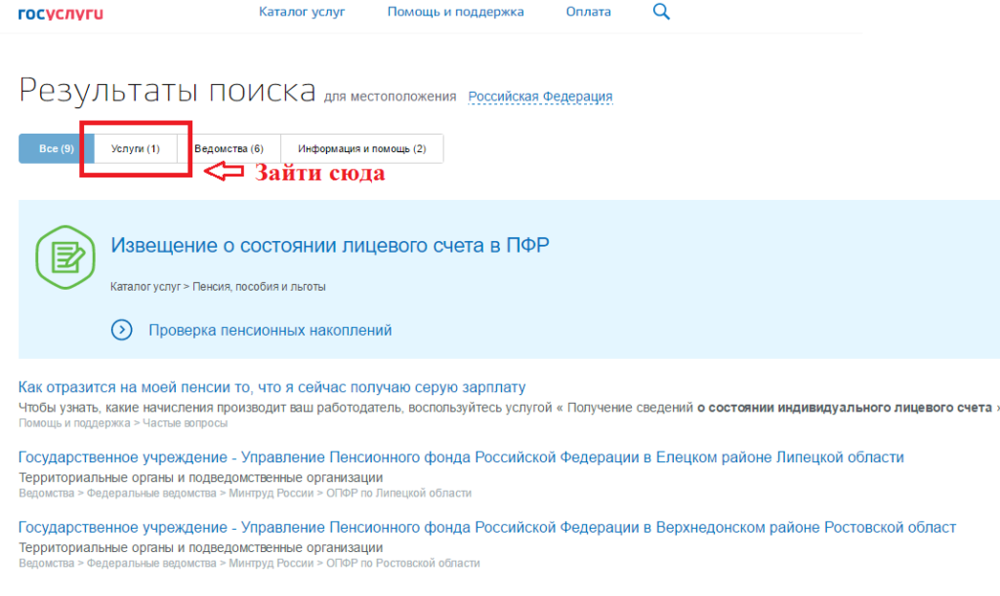 госуслуги Каталог услуг Помощь и поддержка Оплата
Результаты поиска для местоположения Российская Федерация
Все (9) Услуги (1) Ведомства (6) Информация и помощь (2)
Зайти сюда
Извещение о состоянии лицевого счета в ПФР
Каталог услуг > Пенсия, пособия и льготы
Проверка пенсионных накоплений
Как отразится на моей пенсии то, что я сейчас получаю серую зарплату
Чтобы узнать, какие начисления производит ваш работодатель, воспользуйтесь услугой « Получение сведений о состоянии индивидуального лицевого счета »
Помощь и поддержка > Частые вопросы
Государственное учреждение - Управление Пенсионного фонда Российской Федерации в Елецком районе Липецкой области
Территориальные органы и подведомственные организации
Ведомства > Федеральные ведомства > Минтруд России > ОПФР по Липецкой области
Государственное учреждение - Управление Пенсионного фонда Российской Федерации в Верхнедонском районе Ростовской област
Территориальные органы и подведомственные организации
Ведомства > Федеральные ведомства > Минтруд России > ОПФР по Ростовской области